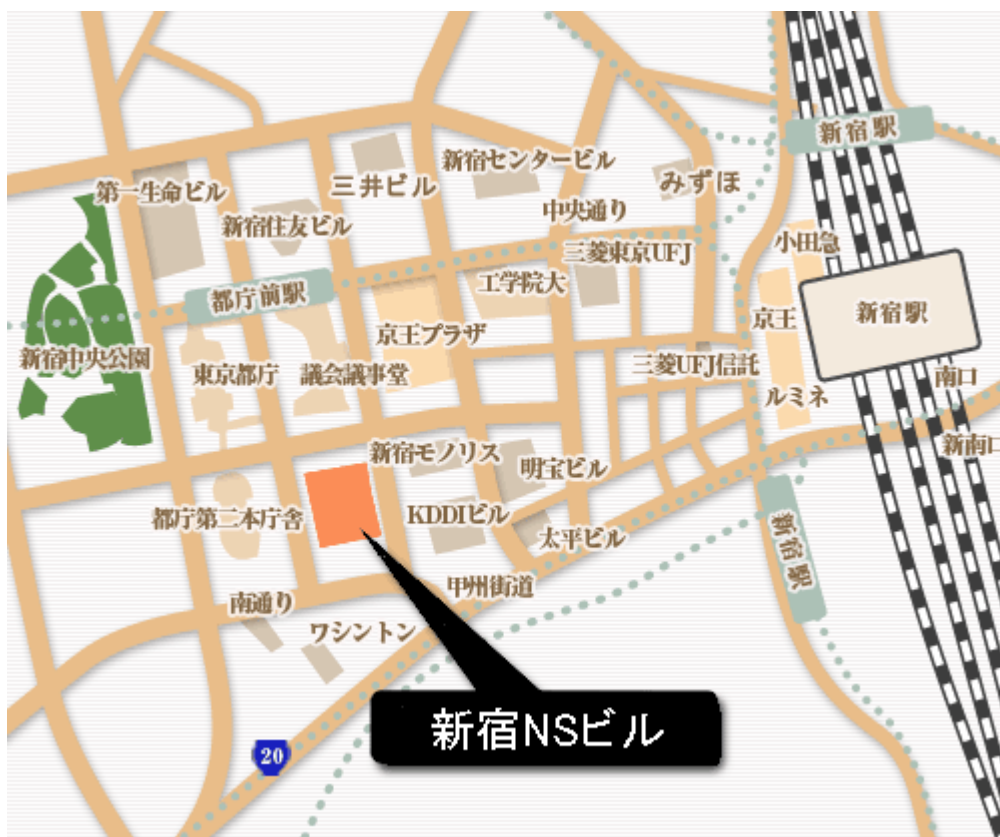 新宿駅
新宿センタービル
三井ビル
みずほ
第一生命ビル
新宿住友ビル
中央通り
小田急
三菱東京UFJ
工学院大
都庁前駅
新宿駅
京王
京王プラザ
新宿中央公園
東京都庁
議会議事堂
三菱UFJ信託
南口
ルミネ
新南口
新宿モノリス
明宝ビル
都庁第二本庁舎
KDDIビル
太平ビル
新宿駅
甲州街道
南通り
ワシントン
新宿NSビル
20